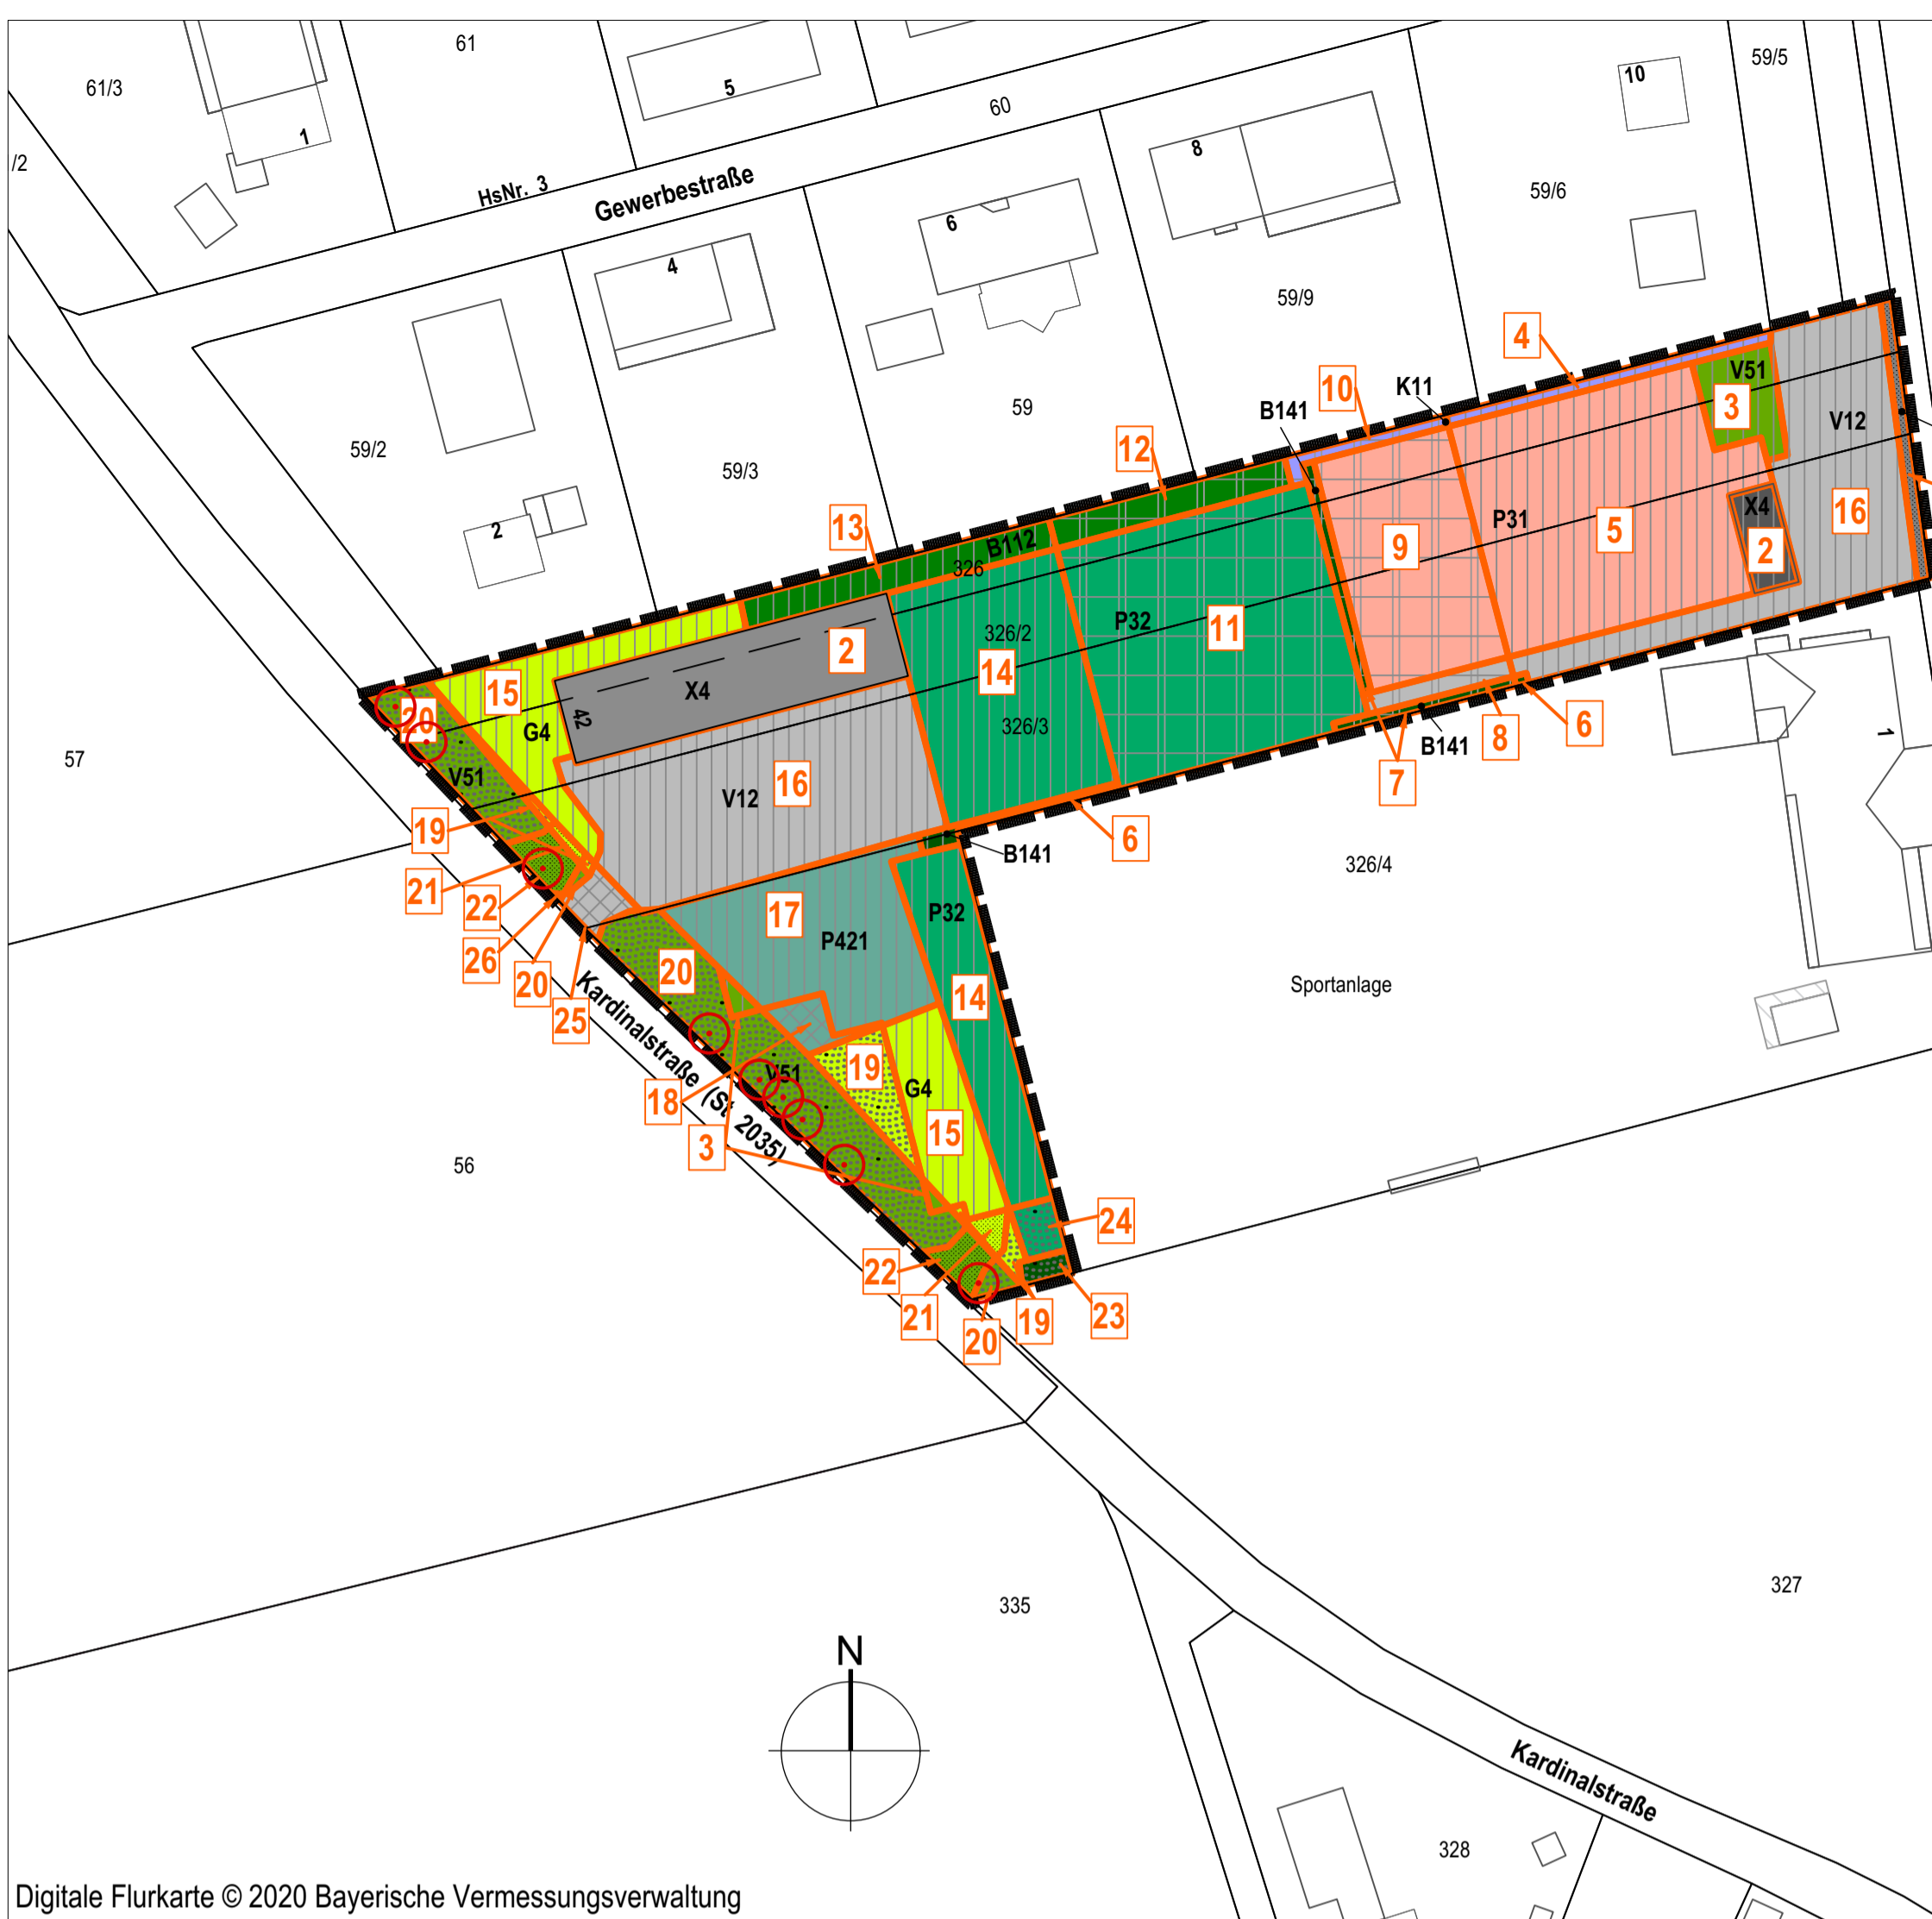 61
59/5
61/3
5
10
60
1
8
/2
59/6
HsNr. 3
Gewerbestraße
6
4
59/9
4
10
K11
V51
59
B141
3
V12
59/2
12
59/3
13
P31
X4
16
2
B112
9
5
2
326
P32
11
326/2
2
14
15
X4
20
42
G4
326/3
6
8
B141
1
57
V51
16
7
V12
19
6
B141
326/4
21
22
17
P32
P421
26
20
20
14
Sportanlage
25
Kardinalstraße (St 2035)
V51
19
G4
18
15
3
56
24
22
21
23
19
20
335
327
N
Kardinalstraße
328
Digitale Flurkarte © 2020 Bayerische Vermessungsverwaltung